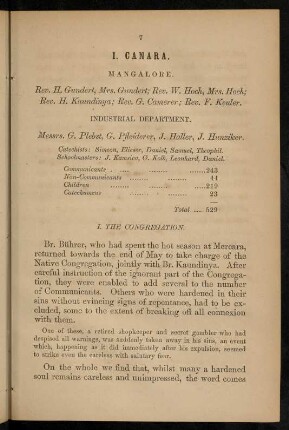 7
I. CANARA.
MANGALORE.
Rev. H. Gundert, Mrs. Gundert; Rev. W. Hoch, Mrs. Hoch;
Rev. H. Kaundinya; Rev. G. Camerer; Rev. F. Kenler.
INDUSTRIAL DEPARTMENT.
Messrs. G. Plebst, G. Pfleiderer, J. Haller, J. Hunziker.
Catechists: Simeon, Eliezer, Daniel, Samuel, Theophil.
Schoolmasters: J. Kansica, G. Kolb, Leonhard, Daniel.
Communicants . . . . . 243
Non-Communicants . . . 44
Children . . . 219
Catechumens . . . 23
Total .... 529
I. THE CONGREGATION.
Br. Bührer, who had spent the hot season at Mercara,
returned towards the end of May to take charge of the
Native Congregation, jointly with Br. Kaundinya. After
careful instruction of the ignorant part of the Congrega-
tion, they were enabled to add several to the number
of Communicants. Others who were hardened in their
sins without evincing signs of repentance, had to be ex-
cluded, some to the extent of breaking off all connexion
with them.
One of these, a retired shopkeeper and secret gambler who had
despised all warnings, was suddenly taken away in his sins, an event
which, happening as it did immediately after his expulsion, seemed
to strike even the careless with salutary fear.
On the whole we find that, whilst many a hardened
soul remains careless and unimpressed, the word comes